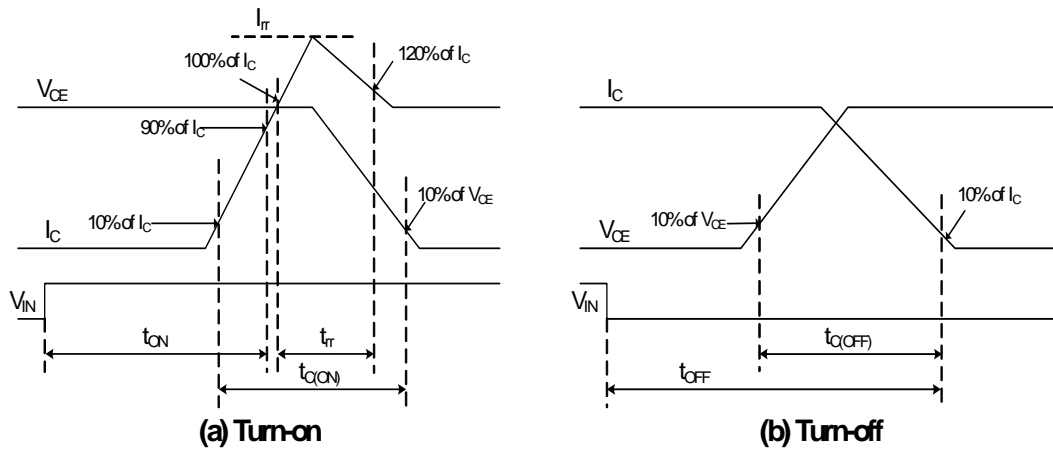 Irr
100% of IC
120% of IC
VCE
90% of IC
10% of IC
10% of VCE
IC
VIN
tON
trr
tC(ON)
(a) Turn-on
IC
10% of VCE
10% of IC
VCE
VIN
tC(OFF)
tOFF
(b) Turn-off